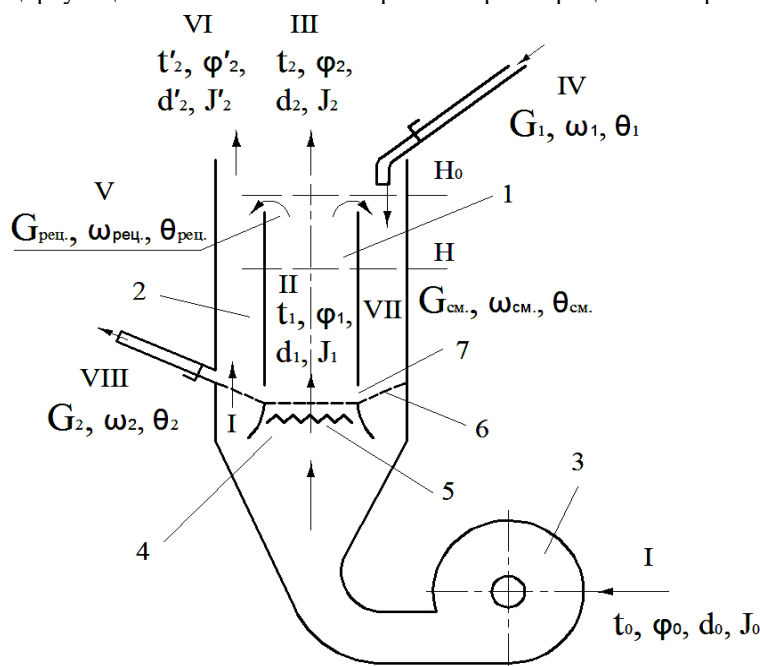 VI
t′₂, φ′₂,
d′₂, J′₂
III
t₂, φ₂,
d₂, J₂
IV
G₁, ω₁, θ₁
V
Gрец., ωрец., θрец.
H₀
1
H
2
II
t₁, φ₁,
d₁, J₁
VII
Gсм., ωсм., θсм.
7
VIII
G₂, ω₂, θ₂
I
6
5
4
3
I
t₀, φ₀, d₀, J₀